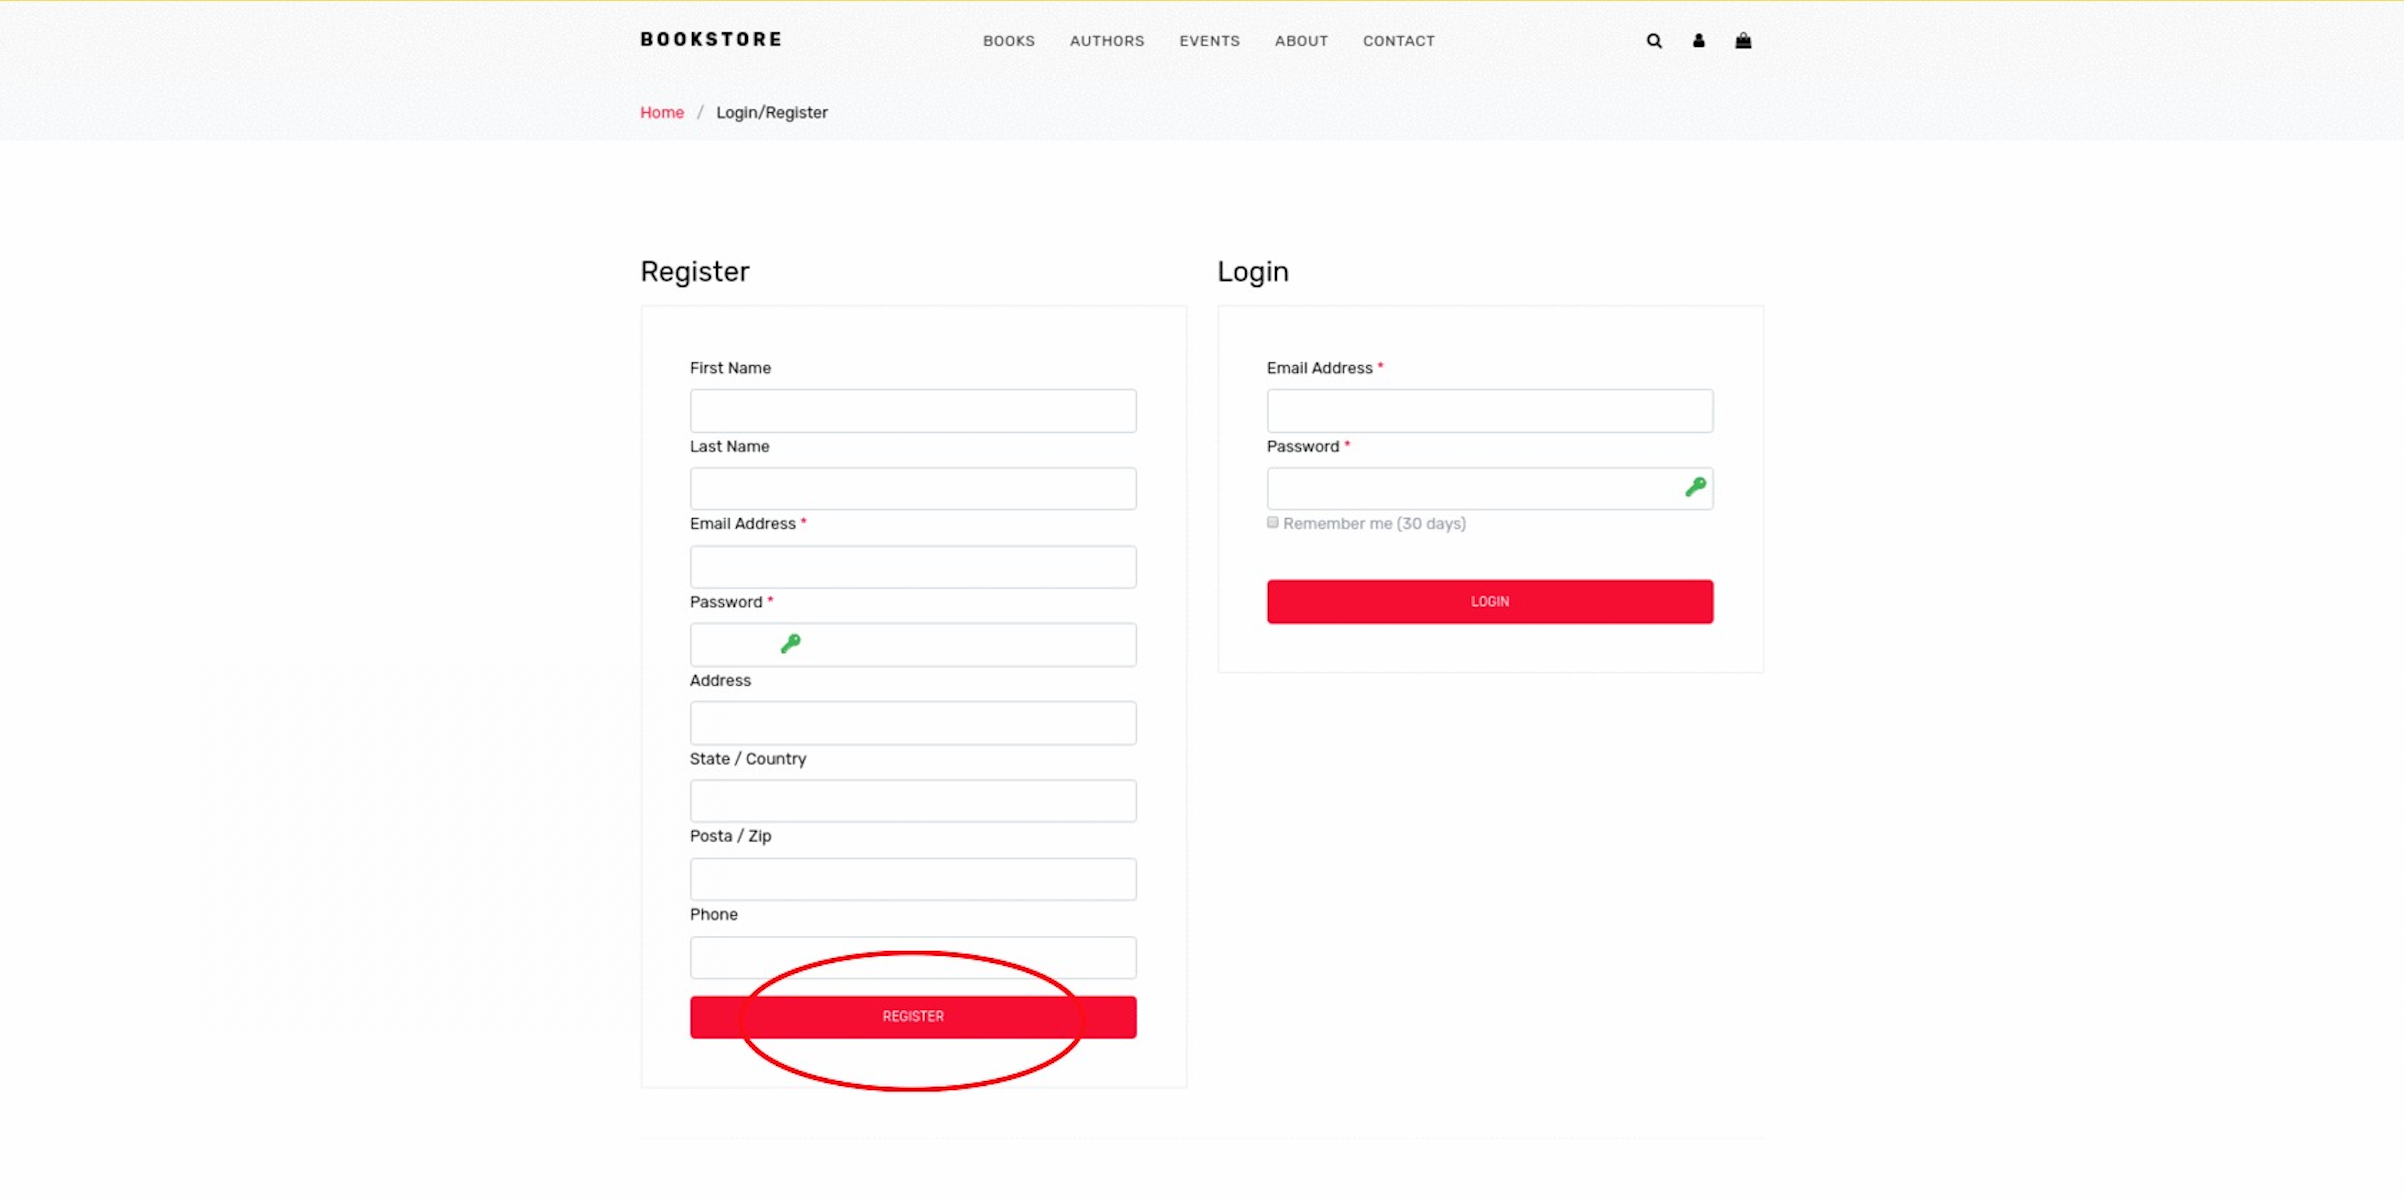 BOOKSTORE
BOOKS AUTHORS EVENTS ABOUT CONTACT
Home / Login/Register
Register
First Name
Last Name
Email Address *
Password *
Address
State / Country
Posta / Zip
Phone
REGISTER
Login
Email Address *
Password *
Remember me (30 days)
LOGIN